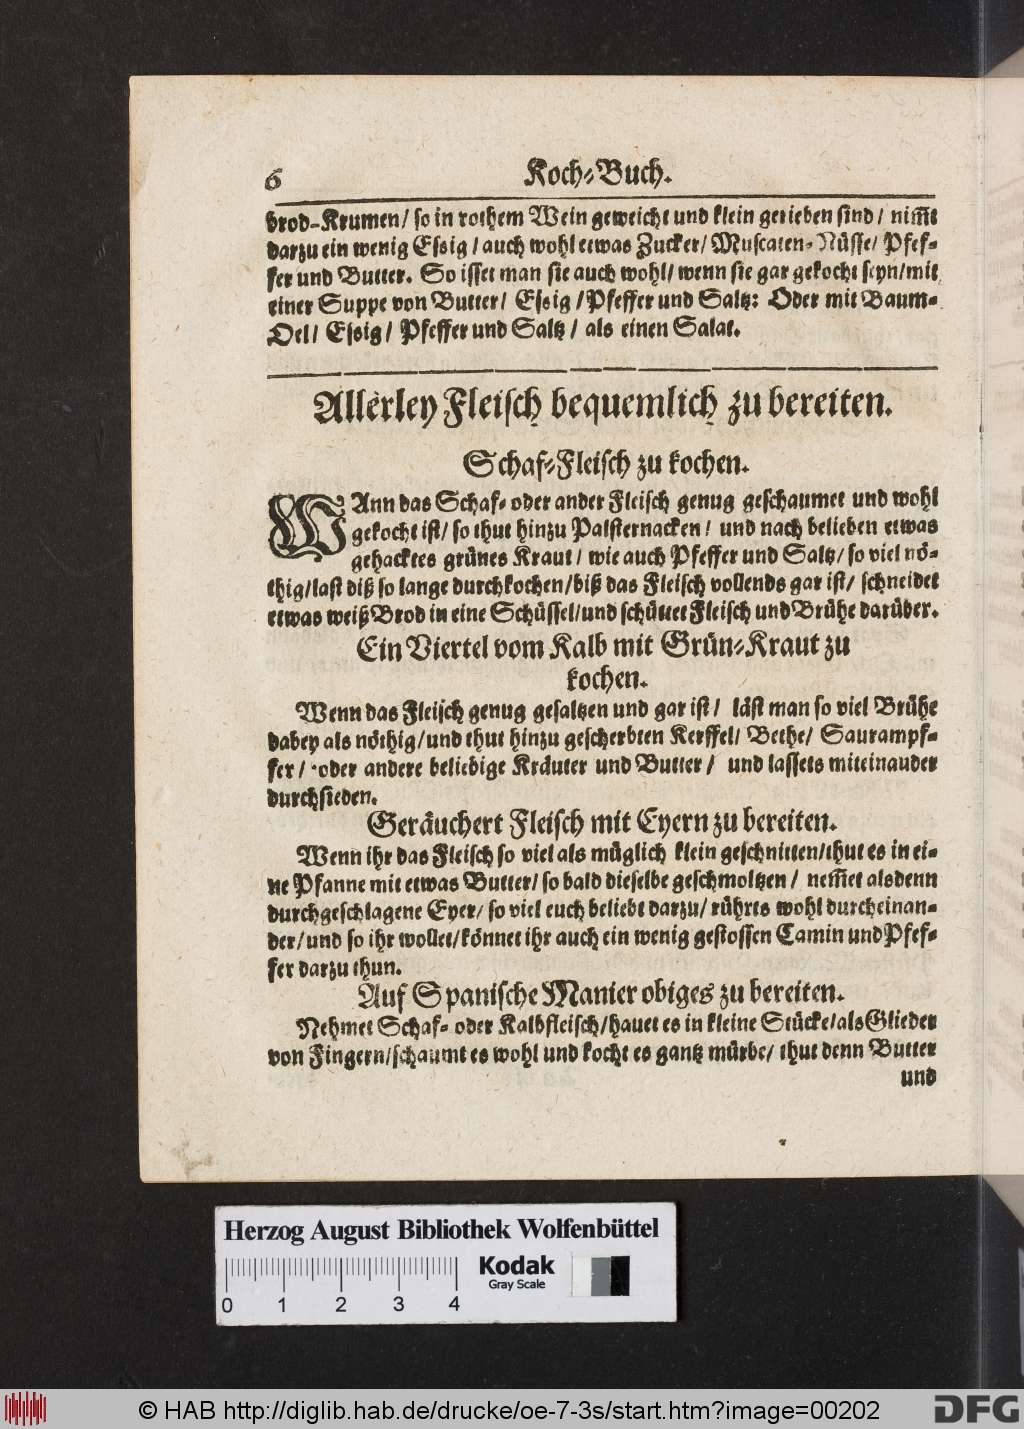 6 Koch-Buch.
brod-Krumen/ so in rothem Wein geweicht und klein gerieben sind/ nim̃t
darzu ein wenig Essig/ auch wohl etwas Zucker/ Muscaten-Nüsse/ Pfef-
fer und Butter. So isset man sie auch wohl/ wenn sie gar gekocht seyn/mit
einer Suppe von Butter/ Essig/Pfeffer und Saltz: Oder mit Baum-
Oel/ Essig/ Pfeffer und Saltz/ als einen Salat.
Allerley Fleisch bequemlich zu bereiten.
Schaf-Fleisch zu kochen.
WAnn das Schaf- oder ander Fleisch genug geschaumet und wohl
gekocht ist/ so thut hinzu Palsternacken/ und nach belieben etwas
gehacktes grünes Kraut/ wie auch Pfeffer und Saltz/ so viel nö-
thig/last diß so lange durchkochen/biß das Fleisch vollends gar ist/ schneidet
etwas weiß Brod in eine Schüssel/und schüttet Fleisch und Brühe darüber.
Ein Viertel vom Kalb mit Grün-Kraut zu
kochen.
Wenn das Fleisch genug gesaltzen und gar ist/ läst man so viel Brühe
dabey als nöthig/und thut hinzu gescherbten Kerffel/ Bethe/ Saurampf-
fer/ oder andere beliebige Kräuter und Butter/ und lassets miteinander
durchsieden.
Geräuchert Fleisch mit Eyern zu bereiten.
Wenn ihr das Fleisch so viel als müglich klein geschnitten/thut es in ei-
ne Pfanne mit etwas Butter/ so bald dieselbe geschmoltzen/ nem̃et alsdenn
durchgeschlagene Eyer/ so viel euch beliebt darzu/ rührts wohl durcheinan-
der/und so ihr wollet/könnet ihr auch ein wenig gestossen Camin und Pfef-
fer darzu thun.
Auf Spanische Manier obiges zu bereiten.
Nehmet Schaf- oder Kalbfleisch/hauet es in kleine Stücke/als Glieder
von Fingern/schaumt es wohl und kocht es gantz mürbe/ thut denn Butter
und
Herzog August Bibliothek Wolfenbüttel
Kodak
Gray Scale
0 1 2 3 4
© HAB http://diglib.hab.de/drucke/oe-7-3s/start.htm?image=00202
DFG